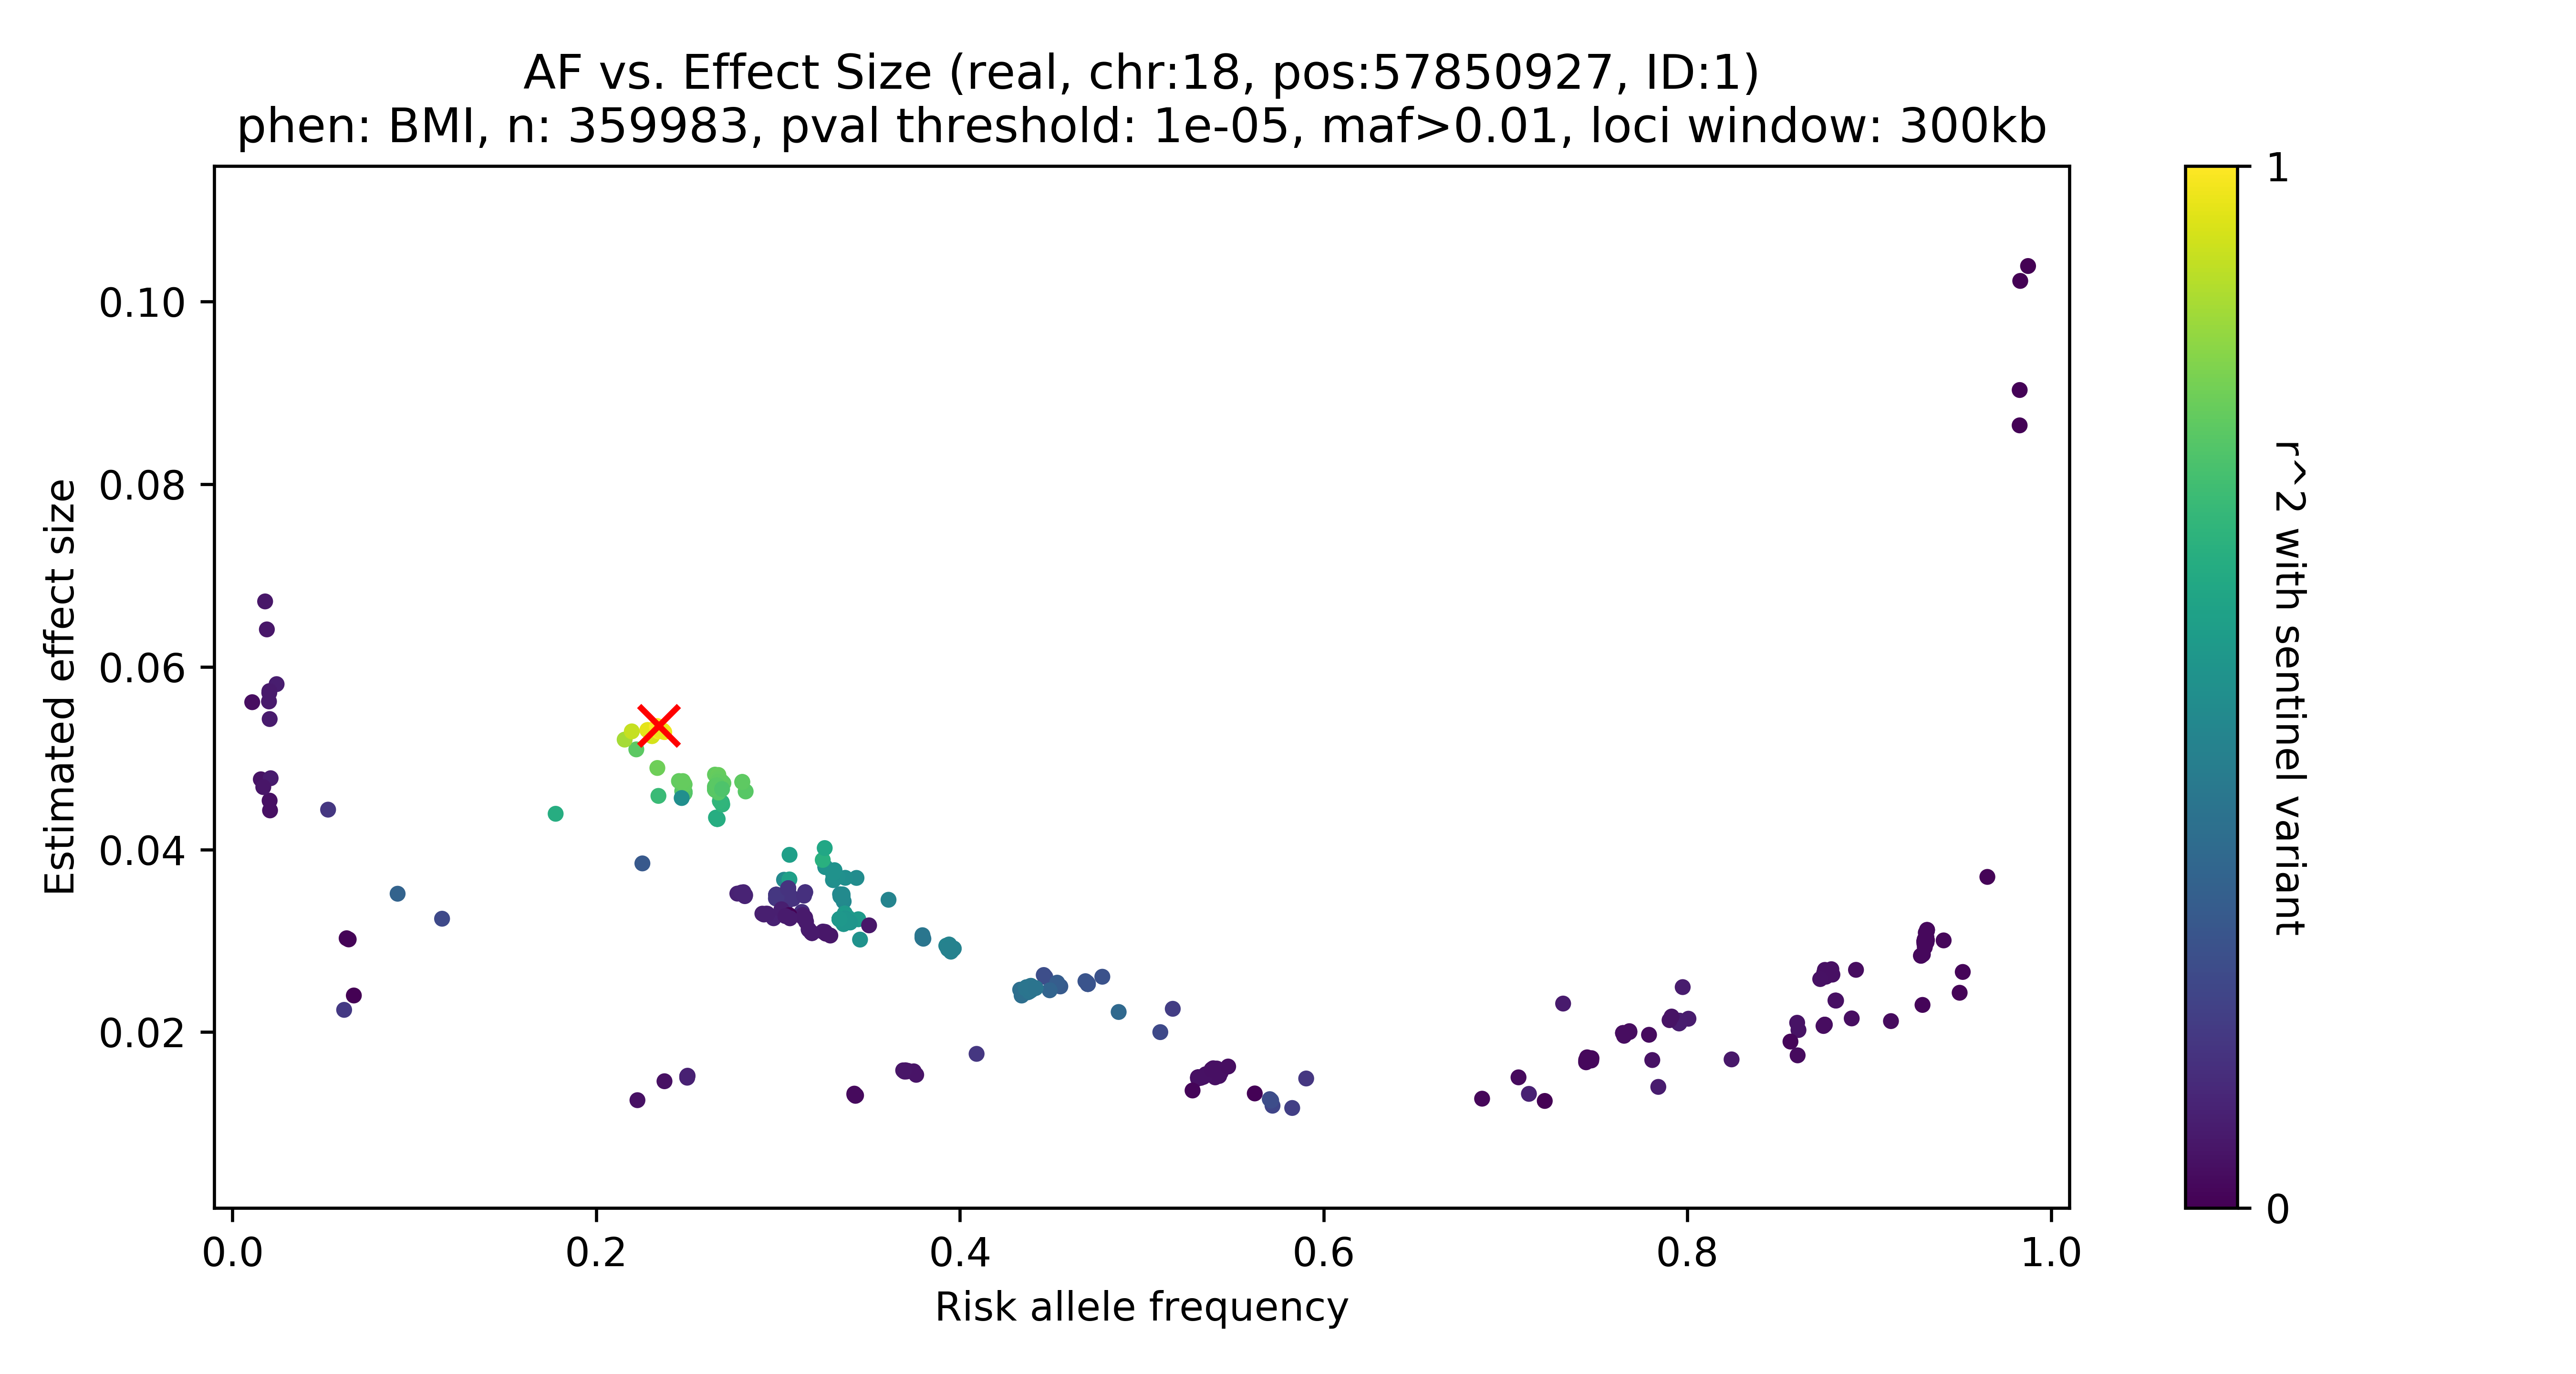 AF vs. Effect Size (real, chr:18, pos:57850927, ID:1)
phen: BMI, n: 359983, pval threshold: 1e-05, maf>0.01, loci window: 300kb
Estimated effect size
0.10
0.08
0.06
0.04
0.02
0.0
0.2
0.4
0.6
0.8
1.0
Risk allele frequency
1
0
r^2 with sentinel variant